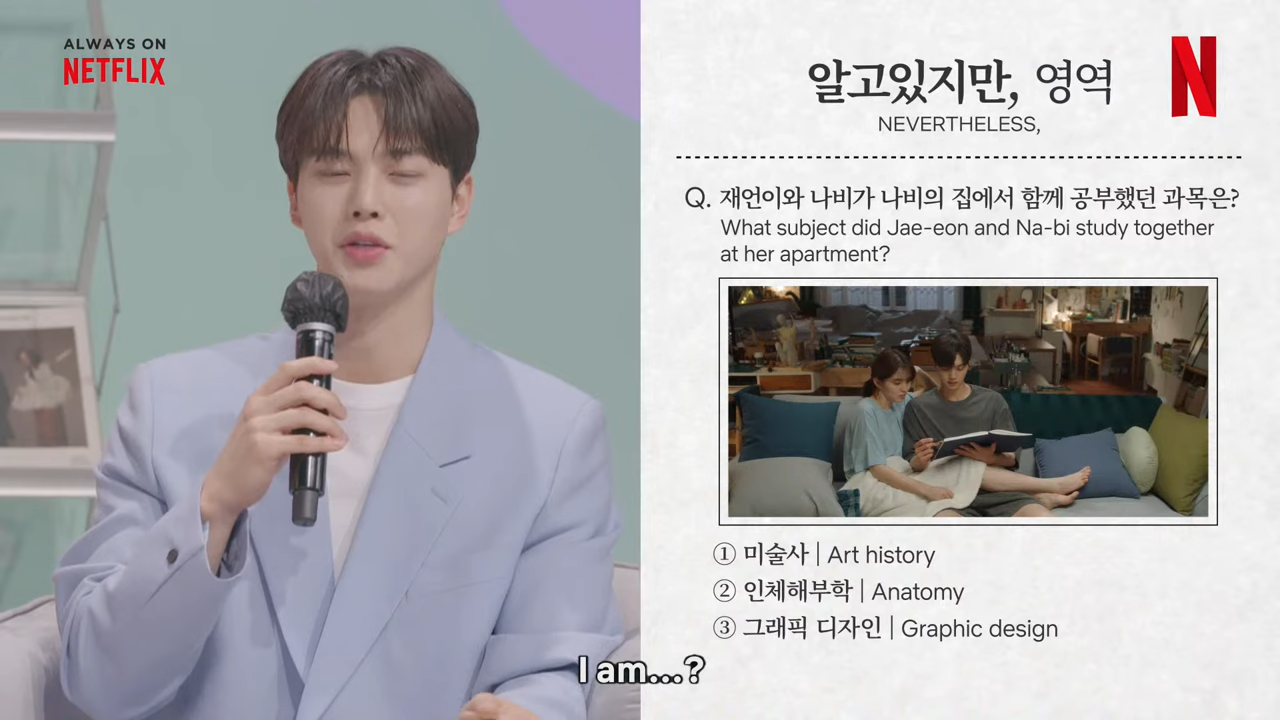 ALWAYS ON
NETFLIX
알고있지만, 영역
NEVERTHELESS,
N
Q. 재언이와 나비가 나비의 집에서 함께 공부했던 과목은?
What subject did Jae-eon and Na-bi study together
at her apartment?
① 미술사 | Art history
② 인체해부학 | Anatomy
③ 그래픽 디자인 | Graphic design
I am...?